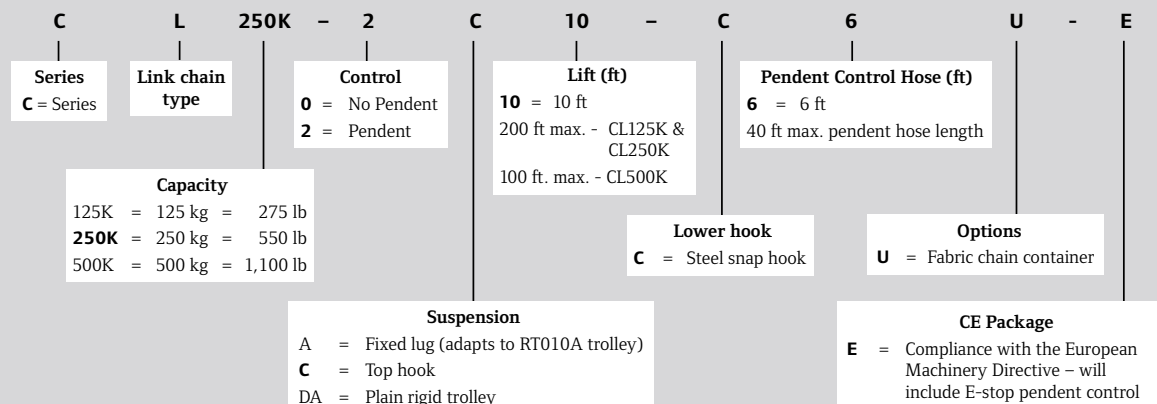 C L 250K – 2 C 10 – C 6 U - E
Series
C = Series
Link chain
type
Control
0 = No Pendent
2 = Pendent
Lift (ft)
10 = 10 ft
200 ft max. - CL125K &
CL250K
100 ft. max. - CL500K
Pendent Control Hose (ft)
6 = 6 ft
40 ft max. pendent hose length
Capacity
125K = 125 kg = 275 lb
250K = 250 kg = 550 lb
500K = 500 kg = 1,100 lb
Lower hook
C = Steel snap hook
Options
U = Fabric chain container
Suspension
A = Fixed lug (adapts to RT010A trolley)
C = Top hook
DA = Plain rigid trolley
CE Package
E = Compliance with the European
Machinery Directive – will
include E-stop pendent control